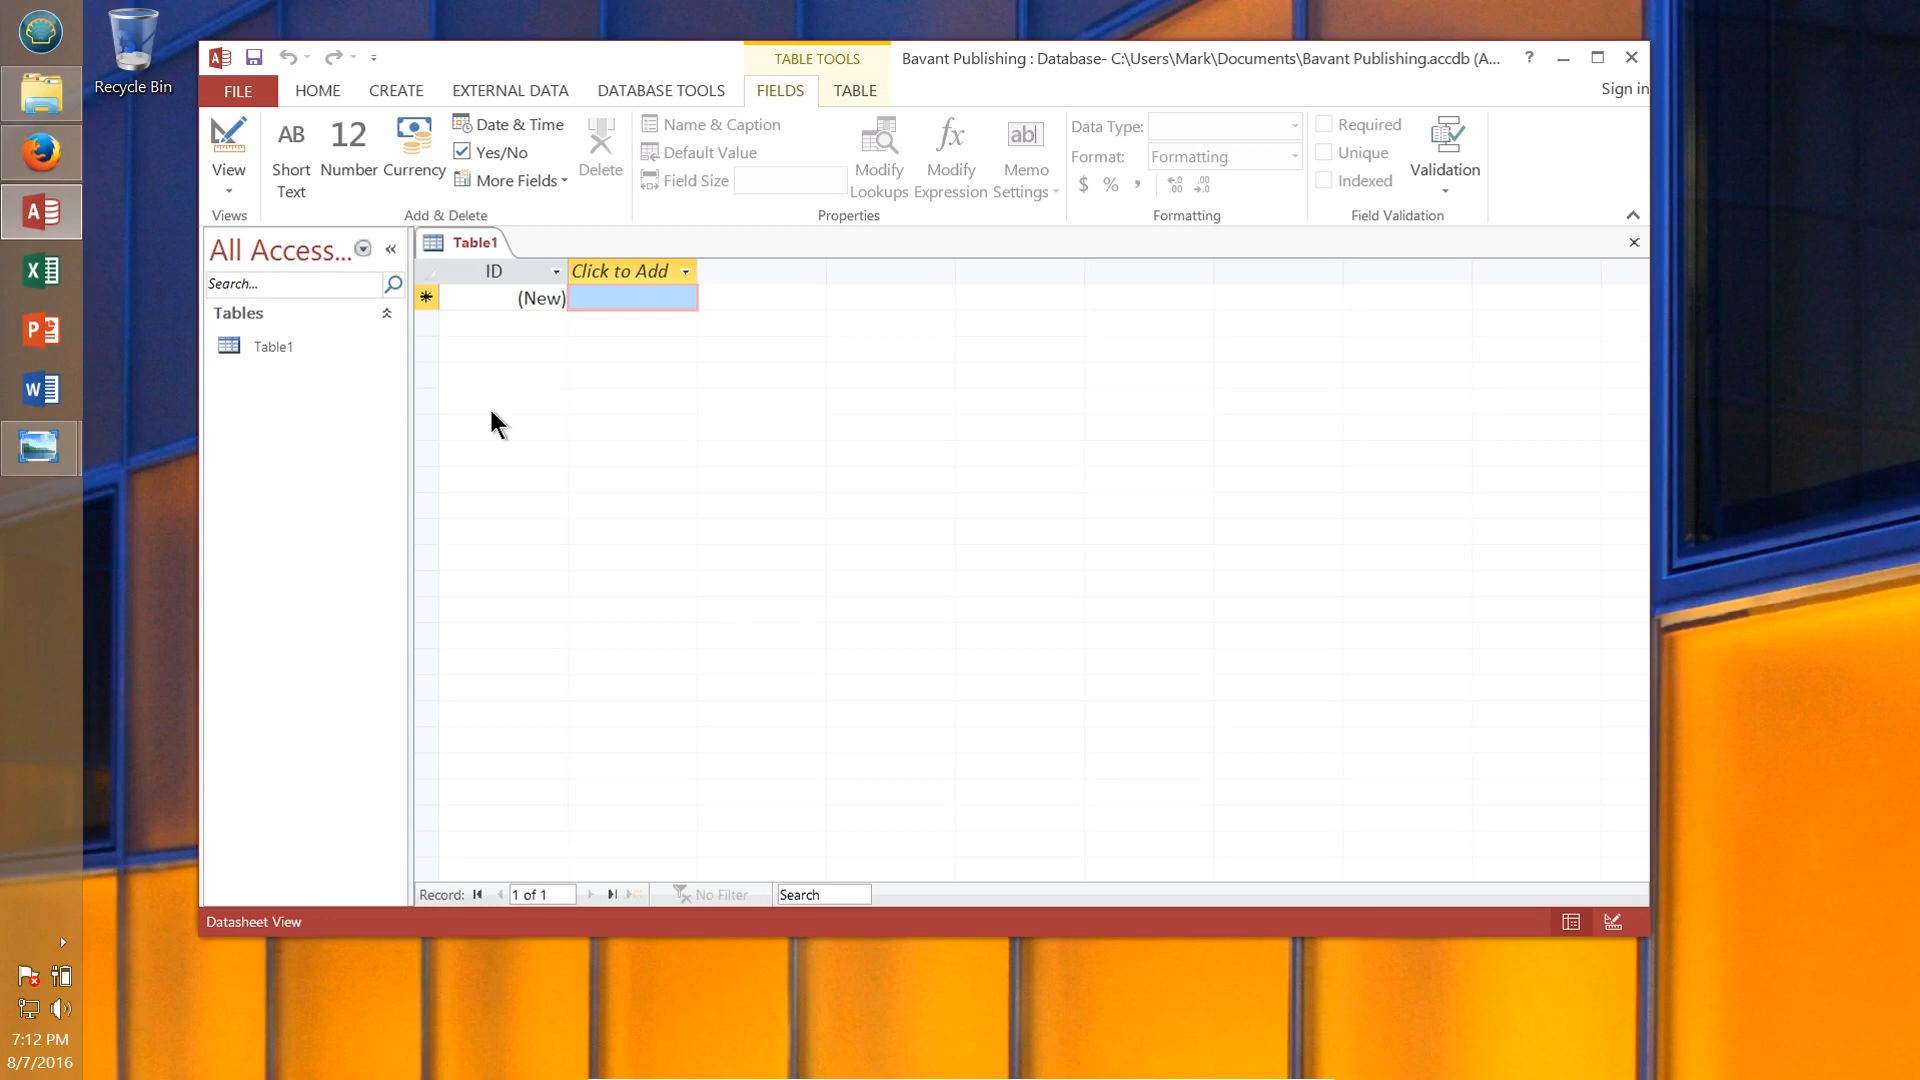 Recycle Bin
TABLE TOOLS
Bavant Publishing : Database- C:\Users\Mark\Documents\Bavant Publishing.accdb (A...
?
FILE
HOME
CREATE
EXTERNAL DATA
DATABASE TOOLS
FIELDS
TABLE
Sign in
View
Views
AB
Short
Text
12
Number
Currency
Date & Time
Yes/No
More Fields
Delete
Add & Delete
Name & Caption
Default Value
Field Size
Modify
Lookups
fx
Modify
Expression
ab
Memo
Settings
Properties
Data Type:
Format:
Formatting
$ % ,
←0
.00
.00
→.0
Formatting
Required
Unique
Indexed
Validation
Field Validation
All Access...
Search...
Tables
Table1
Table1
ID
Click to Add
(New)
Record:
1 of 1
No Filter
Search
Datasheet View
7:12 PM
8/7/2016